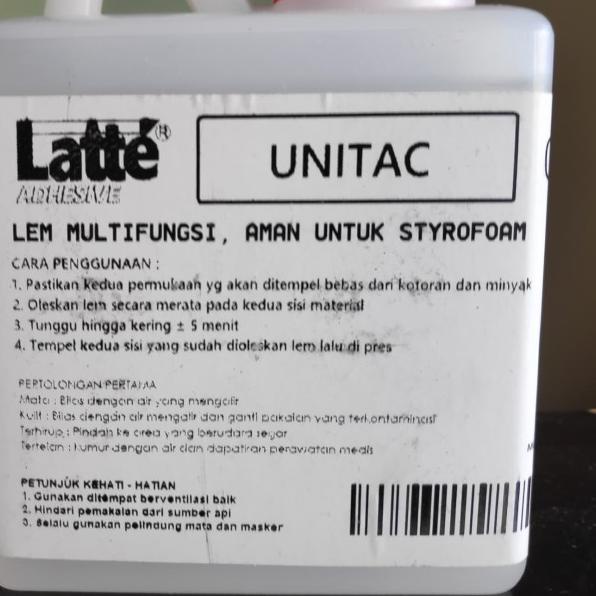 Latté®
ADHESIVE
UNITAC
LEM MULTIFUNGSI, AMAN UNTUK STYROFOAM
CARA PENGGUNAAN :
1. Pastikan kedua permukaah yg akan ditempel bebas dari kotoran dan minyak
2. Oleskan lem secara merata pada kedua sisi material
3. Tunggu hingga kering ± 5 menit
4. Tempel kedua sisi yang sudah dioleskan lem lalu di pres
PERTOLONGAN PERTAMA
Mata : Bilas dengan air yang mengalir
Kulit : Bilas dengan air mengalir dan ganti pakaian yang terkontaminasi
Terhirup : Pindah ke area yang berudara segar
Tertelan : kumur dengan air dan dapatkan perawatan medis
PETUNJUK KEHATI - HATIAN
1. Gunakan ditempat berventilasi baik
2. Hindari pemakaian dari sumber api
3. Selalu gunakan pelindung mata dan masker